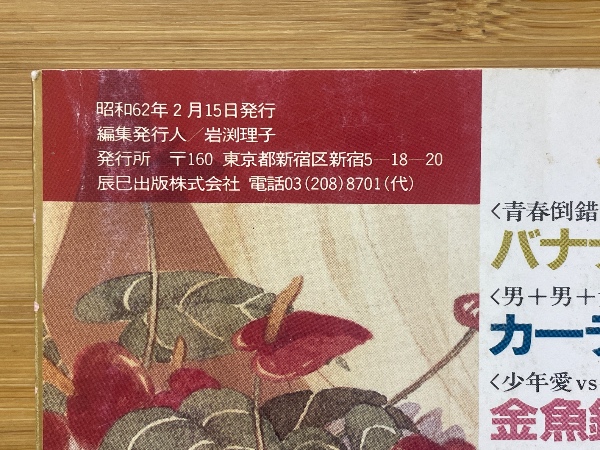 昭和62年2月15日発行
編集発行人/岩渕理子
発行所 〒160 東京都新宿区新宿5―18―20
辰巳出版株式会社 電話03(208)8701(代)
<青春倒錯
バナナ
<男+男+
カーテ
<少年愛vs
金魚鉢